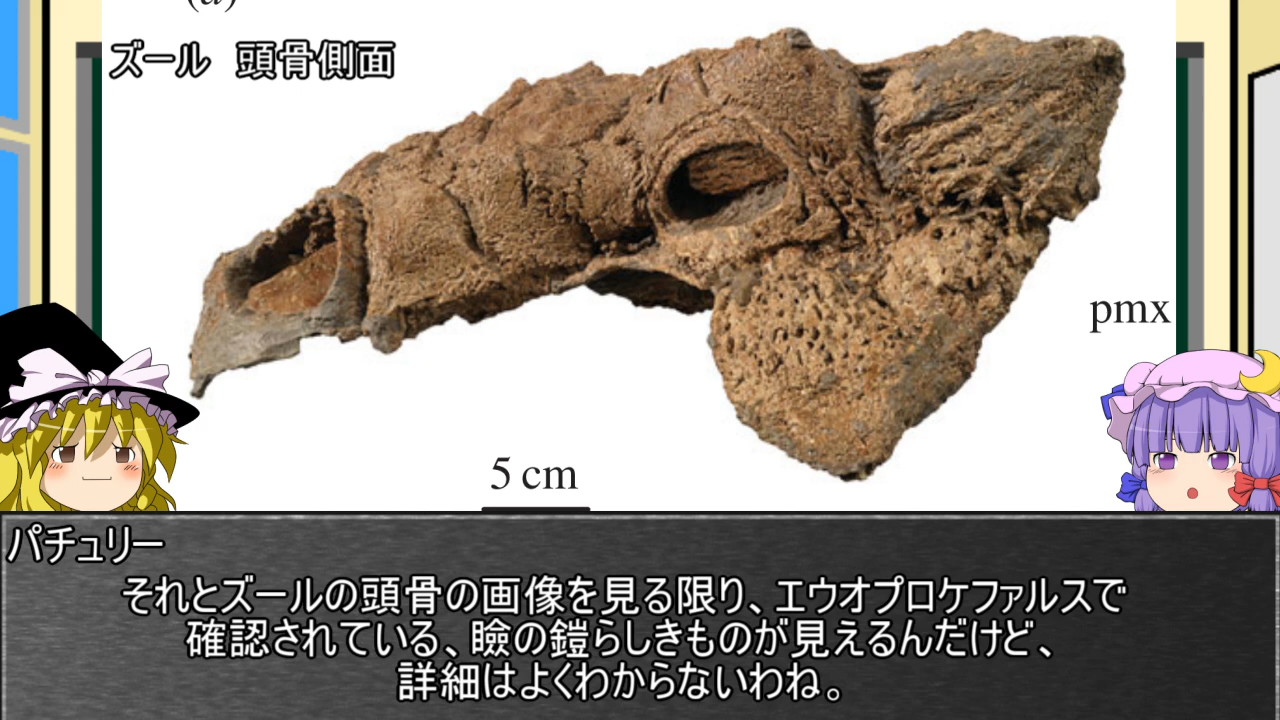 (a)
ズール 頭骨側面
pmx
5 cm
パチュリー
それとズールの頭骨の画像を見る限り、エウオプロケファルスで
確認されている、瞼の鎧らしきものが見えるんだけど、
詳細はよくわからないわね。